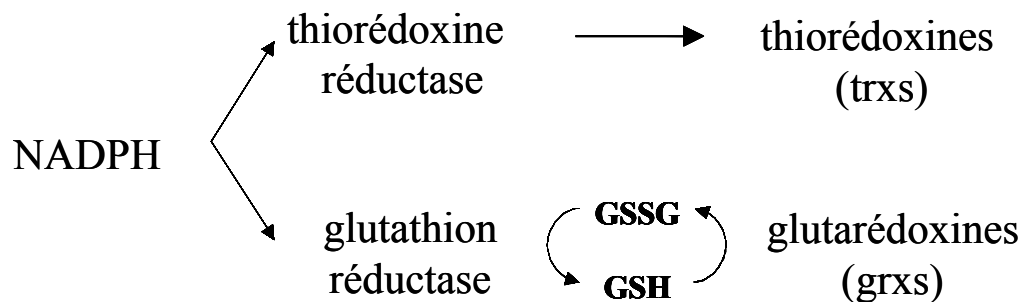 thiorédoxine
réductase
thiorédoxines
(trxs)
NADPH
glutathion
réductase
GSSG
GSH
glutarédoxines
(grxs)